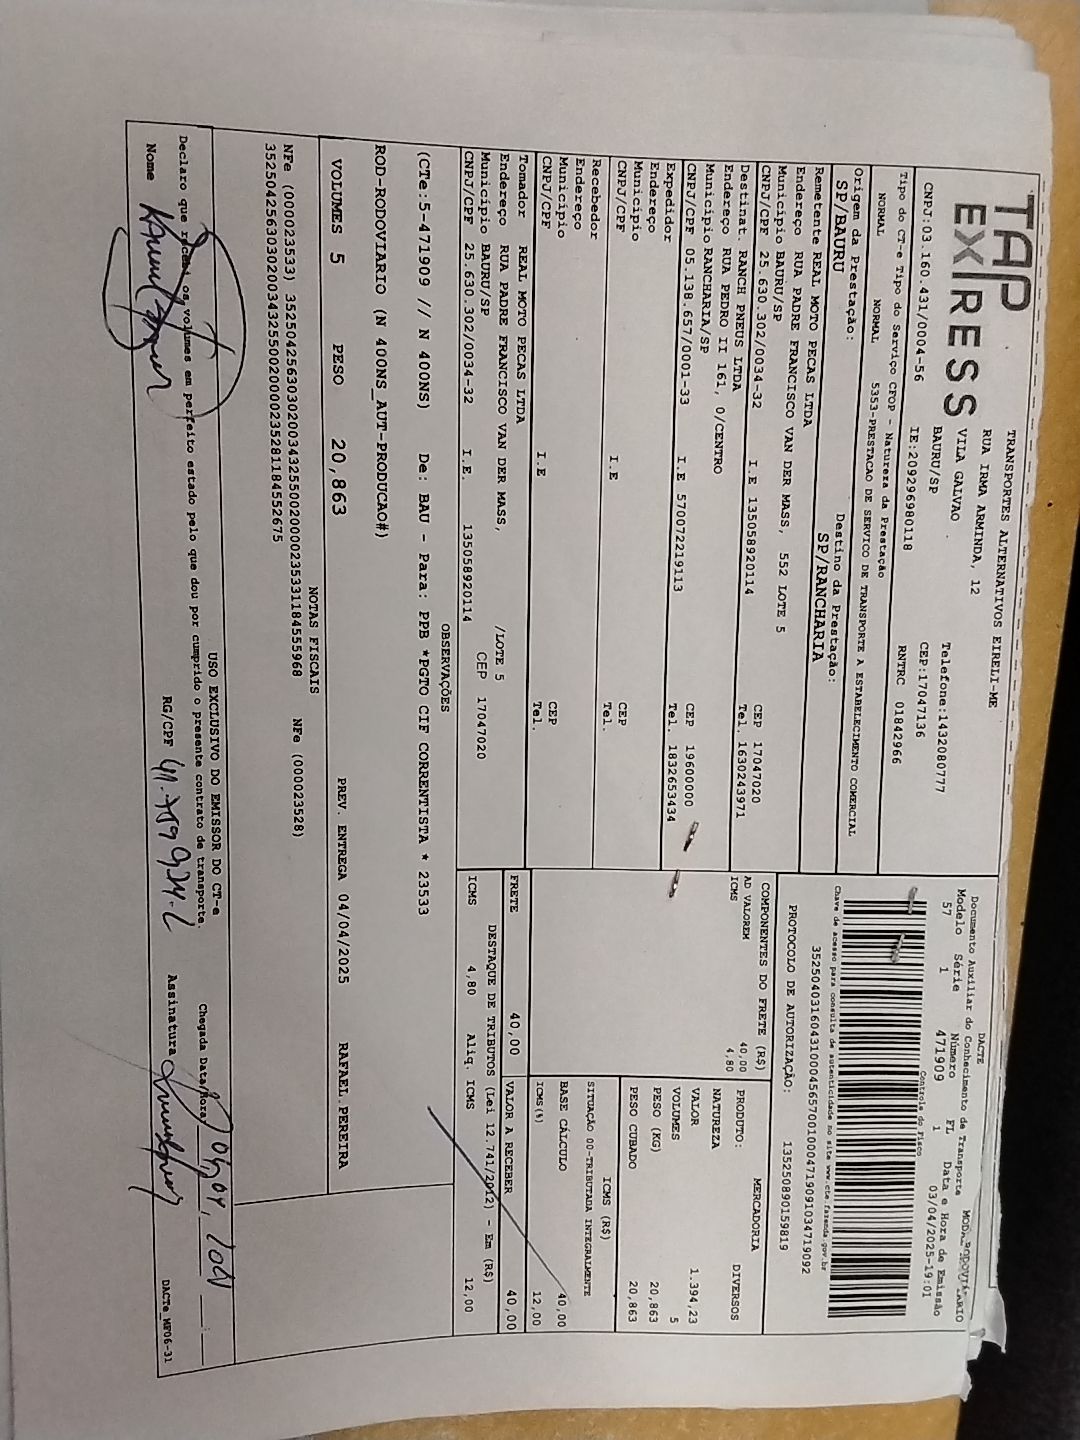 TAP
EXPRESS
TRANSPORTES ALTERNATIVOS EIRELI-ME
RUA IRMA ARMINDA, 12
VILA GALVAO
BAURU/SP
Telefone:1432080777
CEP:17047136
CNPJ:03.160.431/0004-56 IE:209296980118
RNTRC 01842966
Tipo do CT-e Tipo do Serviço CFOP - Natureza da Prestação
NORMAL NORMAL 5353-PRESTACAO DE SERVICO DE TRANSPORTE A ESTABELECIMENTO COMERCIAL
Origem da Prestação: Destino da Prestação:
SP/BAURU SP/RANCHARIA
DACTE
Documento Auxiliar do Conhecimento de Transporte
Modelo Série Número FL Data e Hora de Emissão
57 1 471909 1 03/04/2025-19:01
Controle do Fisco
Chave de acesso para consulta de autenticidade no site www.cte.fazenda.gov.br
35250403160431000456570010004719091034719092
PROTOCOLO DE AUTORIZAÇÃO: 135250890159819
Remetente REAL MOTO PECAS LTDA
Endereço RUA PADRE FRANCISCO VAN DER MASS, 552 LOTE 5
Município BAURU/SP CEP 17047020
CNPJ/CPF 25.630.302/0034-32 I.E 135058920114 Tel. 1630243971
Destinat. RANCH PNEUS LTDA
Endereço RUA PEDRO II 161, 0/CENTRO
Município RANCHARIA/SP CEP 19600000
CNPJ/CPF 05.138.657/0001-33 I.E 570072219113 Tel. 1832653434
Expedidor
Endereço
Município CEP
CNPJ/CPF I.E Tel.
Recebedor
Endereço
Município CEP
CNPJ/CPF I.E Tel.
Tomador REAL MOTO PECAS LTDA
Endereço RUA PADRE FRANCISCO VAN DER MASS, /LOTE 5
Município BAURU/SP CEP 17047020
CNPJ/CPF 25.630.302/0034-32 I.E. 135058920114
COMPONENTES DO FRETE (R$)
AD VALOREM 40,00
ICMS 4,80
FRETE 40,00
PRODUTO: MERCADORIA
NATUREZA DIVERSOS
VALOR 1.394,23
VOLUMES 5
PESO (KG) 20,863
PESO CUBADO 20,863
ICMS (R$)
SITUAÇÃO 00-TRIBUTADA INTEGRALMENTE
BASE CÁLCULO 40,00
ICMS(%) 12,00
VALOR A RECEBER 40,00
DESTAQUE DE TRIBUTOS (Lei 12.741/2012) - Em (R$)
ICMS 4,80 Aliq. ICMS 12,00
OBSERVAÇÕES
(CTe:5-471909 // N 400NS) De: BAU - Para: PPB *PGTO CIF CORRENTISTA * 23533
ROD-RODOVIARIO (N 400NS_AUT-PRODUCAO#)
VOLUMES 5 PESO 20,863 PREV. ENTREGA 04/04/2025 RAFAEL.PEREIRA
NOTAS FISCAIS
NFe (000023533) 35250425630302003432550020000235331184555968 NFe (000023528)
35250425630302003432550020000235281184552675
USO EXCLUSIVO DO EMISSOR DO CT-e
Declaro que recebi os volumes em perfeito estado pelo que dou por cumprido o presente contrato de transporte.
Chegada Data/Hora
Nome RG/CPF Assinatura
DACTe_MF06-31